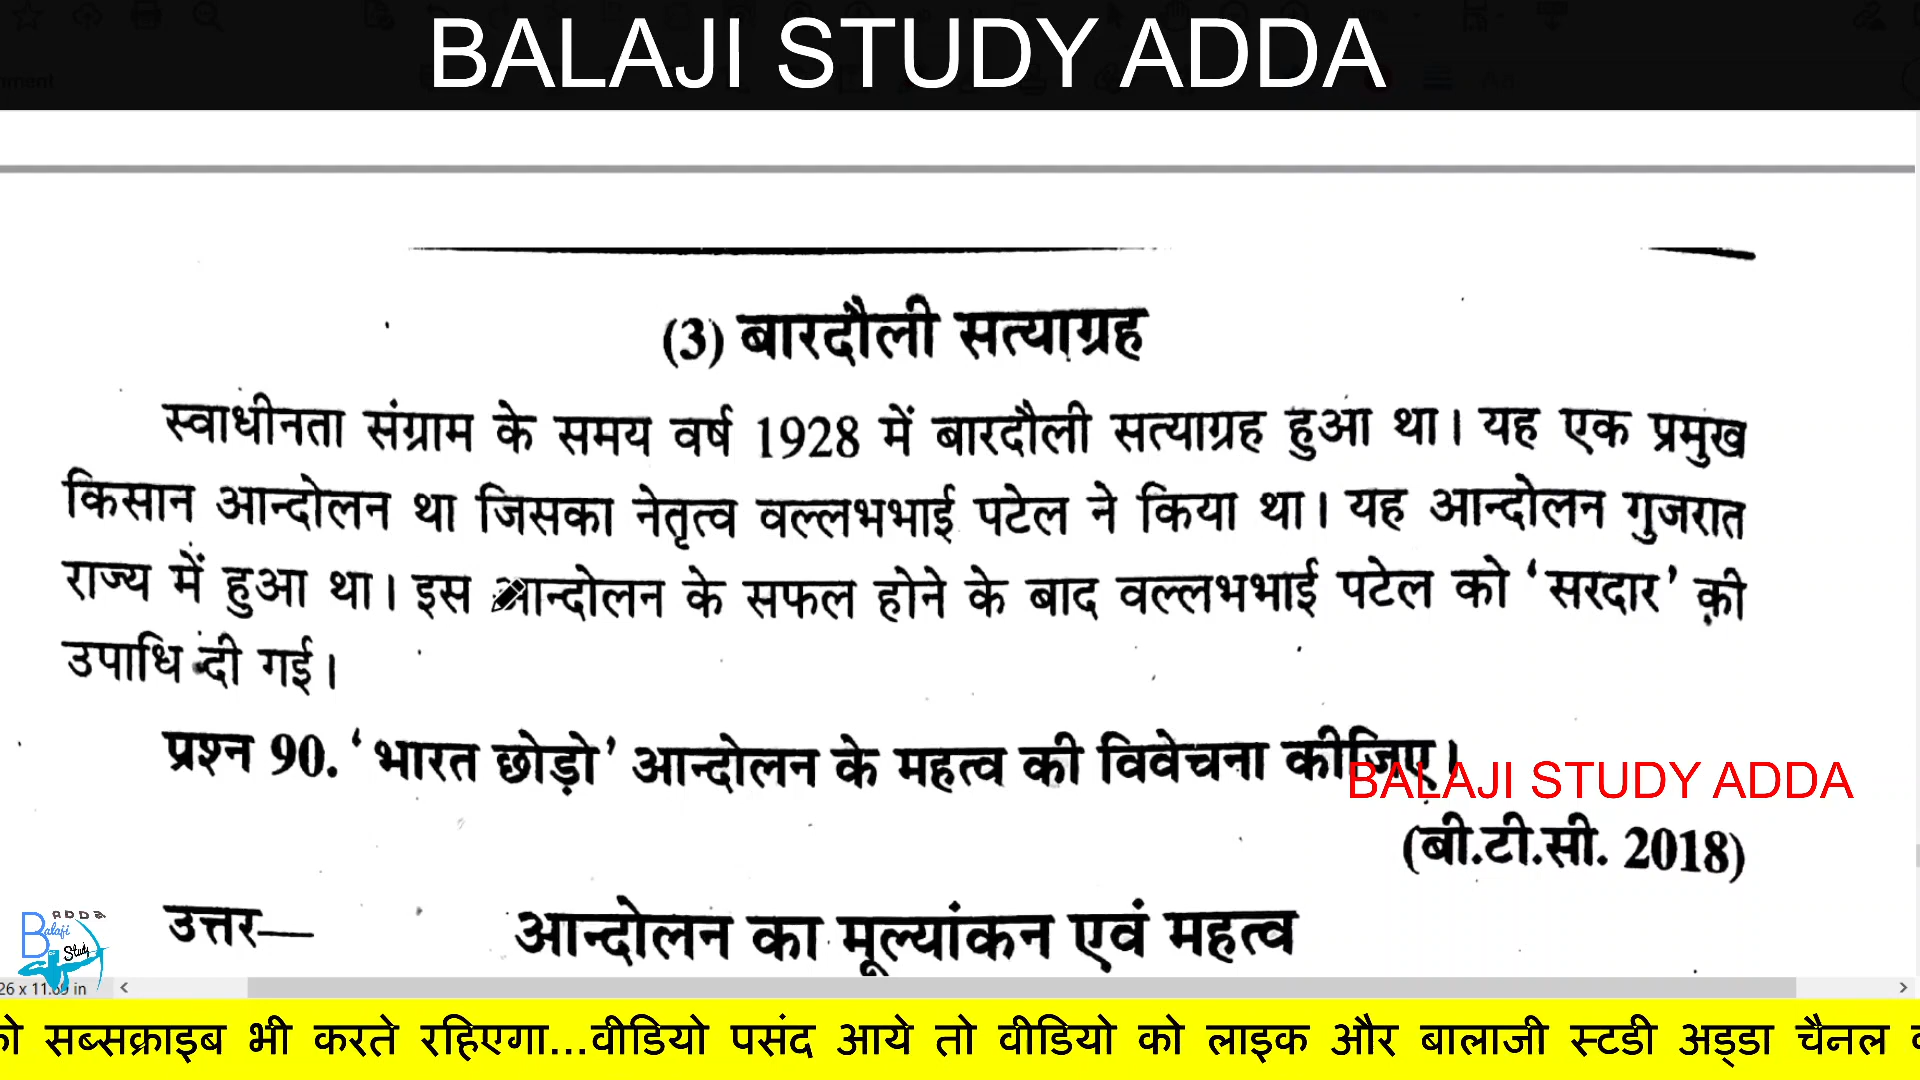 BALAJI STUDY ADDA
(3) बारदौली सत्याग्रह
स्वाधीनता संग्राम के समय वर्ष 1928 में बारदौली सत्याग्रह हुआ था। यह एक प्रमुख
किसान आन्दोलन था जिसका नेतृत्व वल्लभभाई पटेल ने किया था। यह आन्दोलन गुजरात
राज्य में हुआ था। इस आन्दोलन के सफल होने के बाद वल्लभभाई पटेल को ‘सरदार’ की
उपाधि दी गई।
प्रश्न 90. ‘भारत छोड़ो’ आन्दोलन के महत्व की विवेचना कीजिए।
BALAJI STUDY ADDA
(बी.टी.सी. 2018)
उत्तर— आन्दोलन का मूल्यांकन एवं महत्व
ADDA
Balaji
Study
सब्सक्राइब भी करते रहिएगा...वीडियो पसंद आये तो वीडियो को लाइक और बालाजी स्टडी अड्डा चैनल